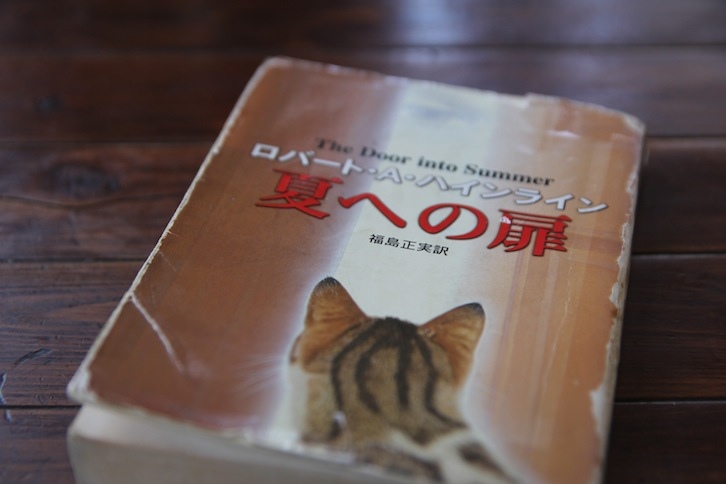 The Door into Summer
ロバート・A・ハインライン
夏への扉
福島正実訳